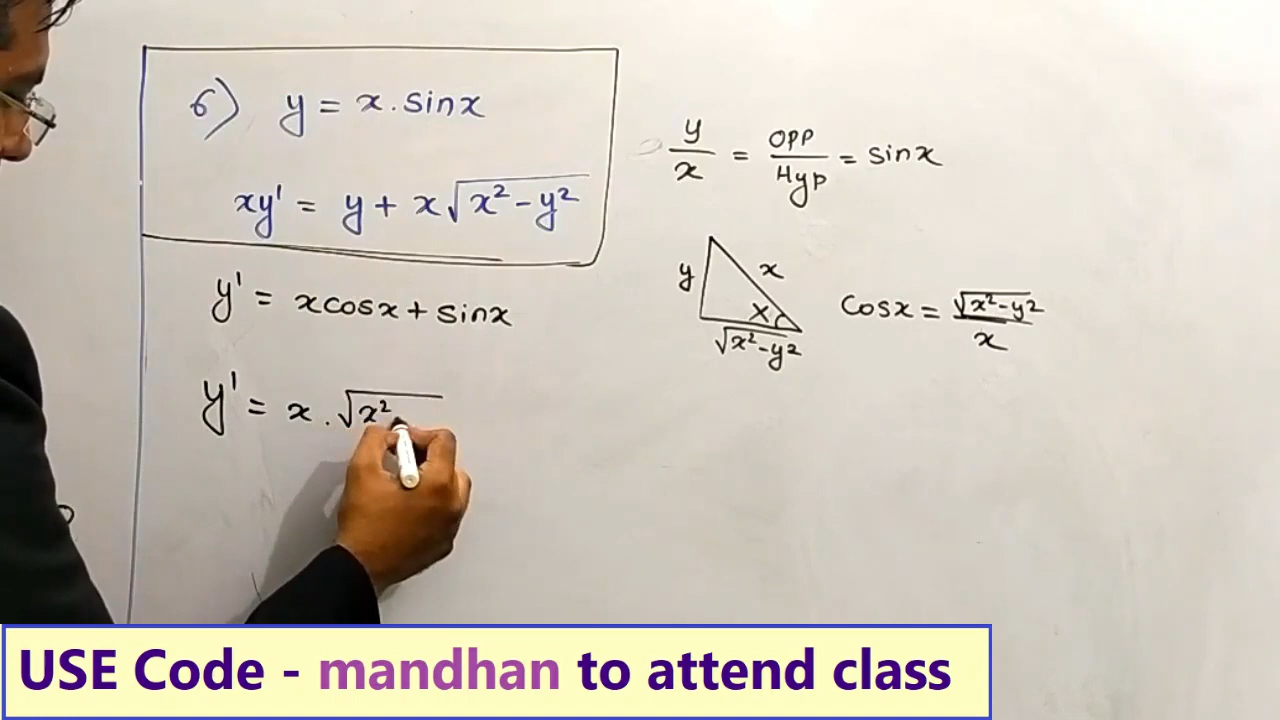 6) y = x . sinx
xy' = y + x√(x² - y²)
y' = xcosx + sinx
y' = x . √x²
y/x = OPP/Hyp = sinx
y
x
x
√(x² - y²)
Cosx = √(x² - y²)/x
USE Code - mandhan to attend class